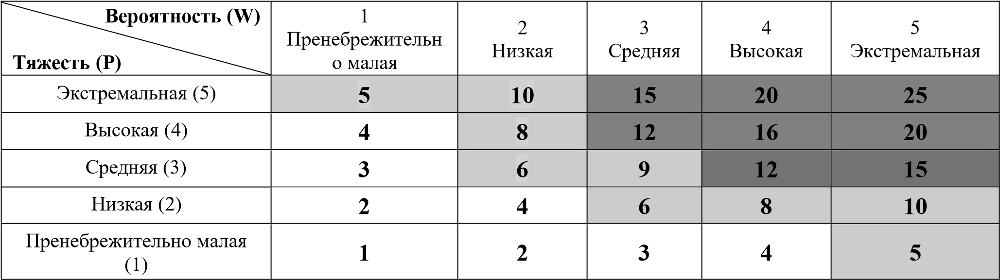 Вероятность (W)
Тяжесть (P)
1
Пренебрежительн
о малая
2
Низкая
3
Средняя
4
Высокая
5
Экстремальная
Экстремальная (5)
5
10
15
20
25
Высокая (4)
4
8
12
16
20
Средняя (3)
3
6
9
12
15
Низкая (2)
2
4
6
8
10
Пренебрежительно малая
(1)
1
2
3
4
5